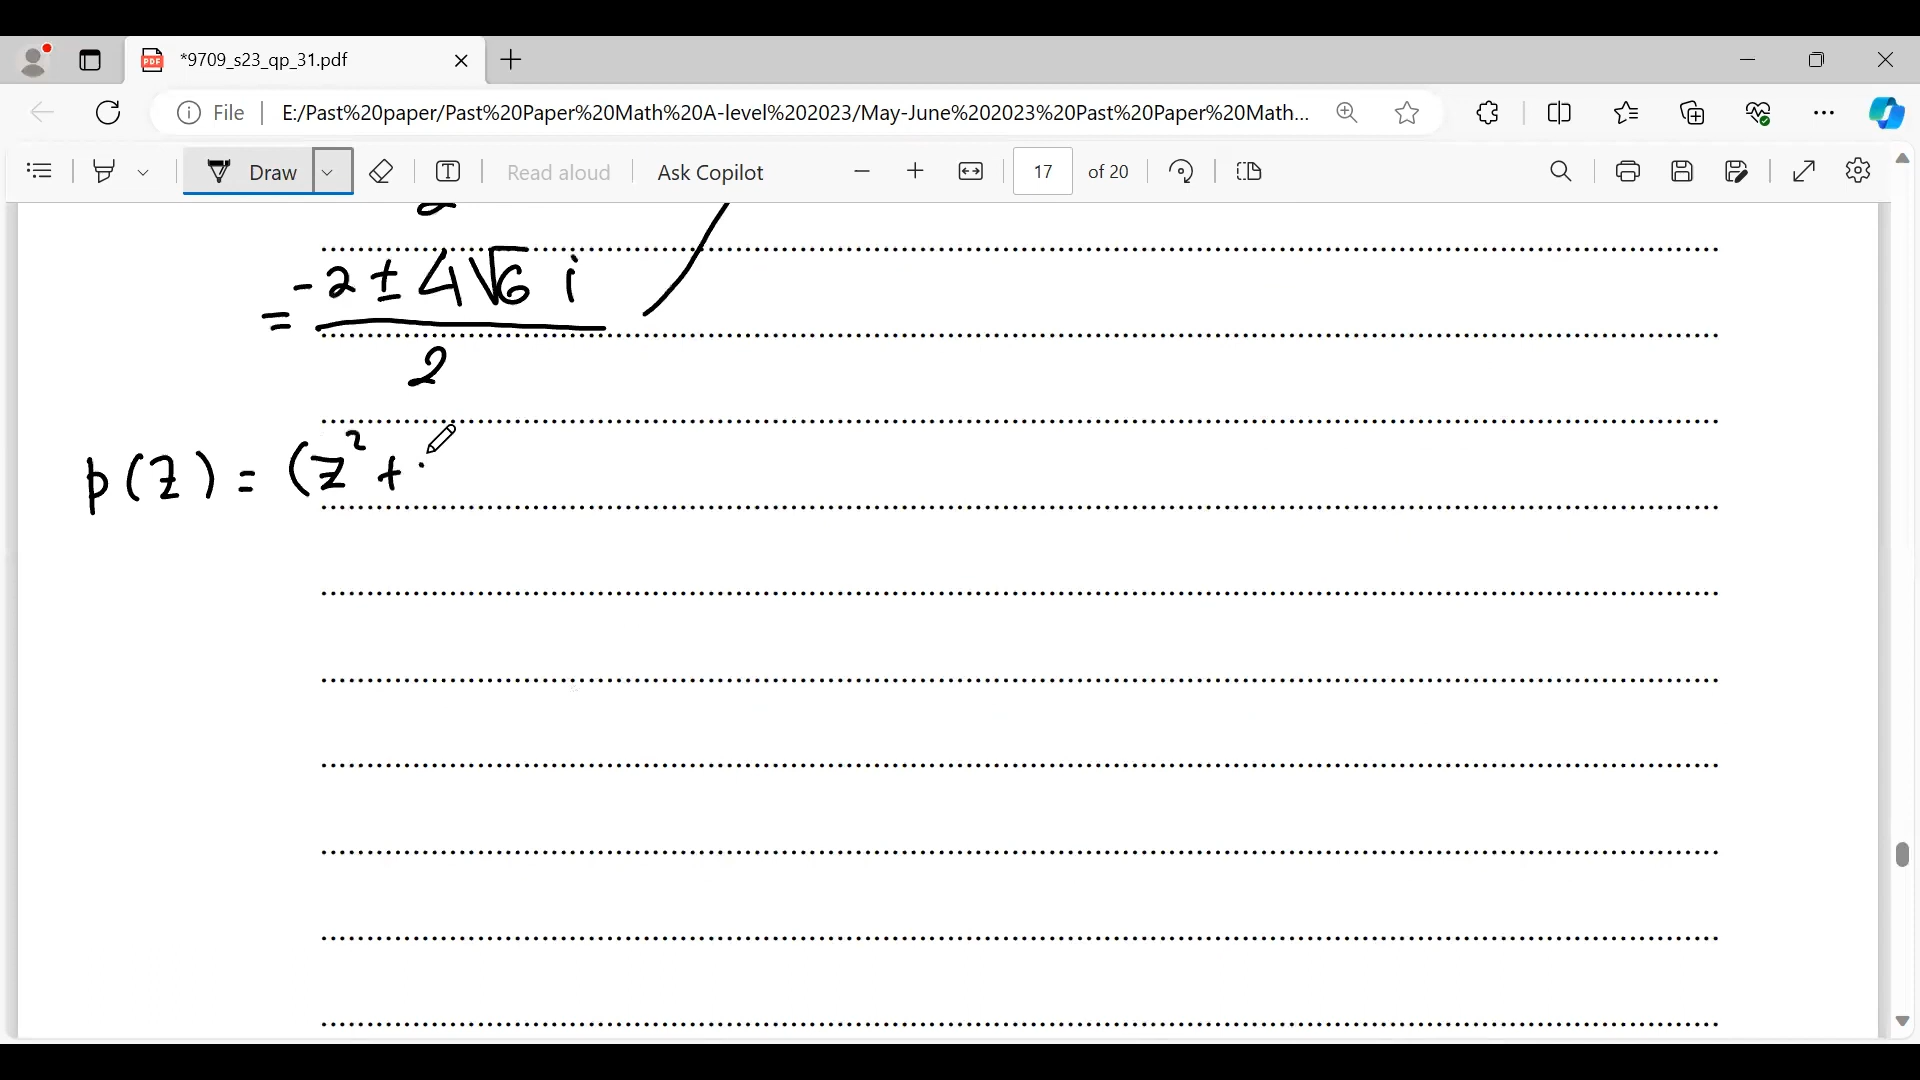 *9709_s23_qp_31.pdf
File
E:/Past%20paper/Past%20Paper%20Math%20A-level%202023/May-June%202023%20Past%20Paper%20Math...
Draw
Read aloud
Ask Copilot
17
of 20
-2 ± 4√6 i
=
2
p(z) = (z² +